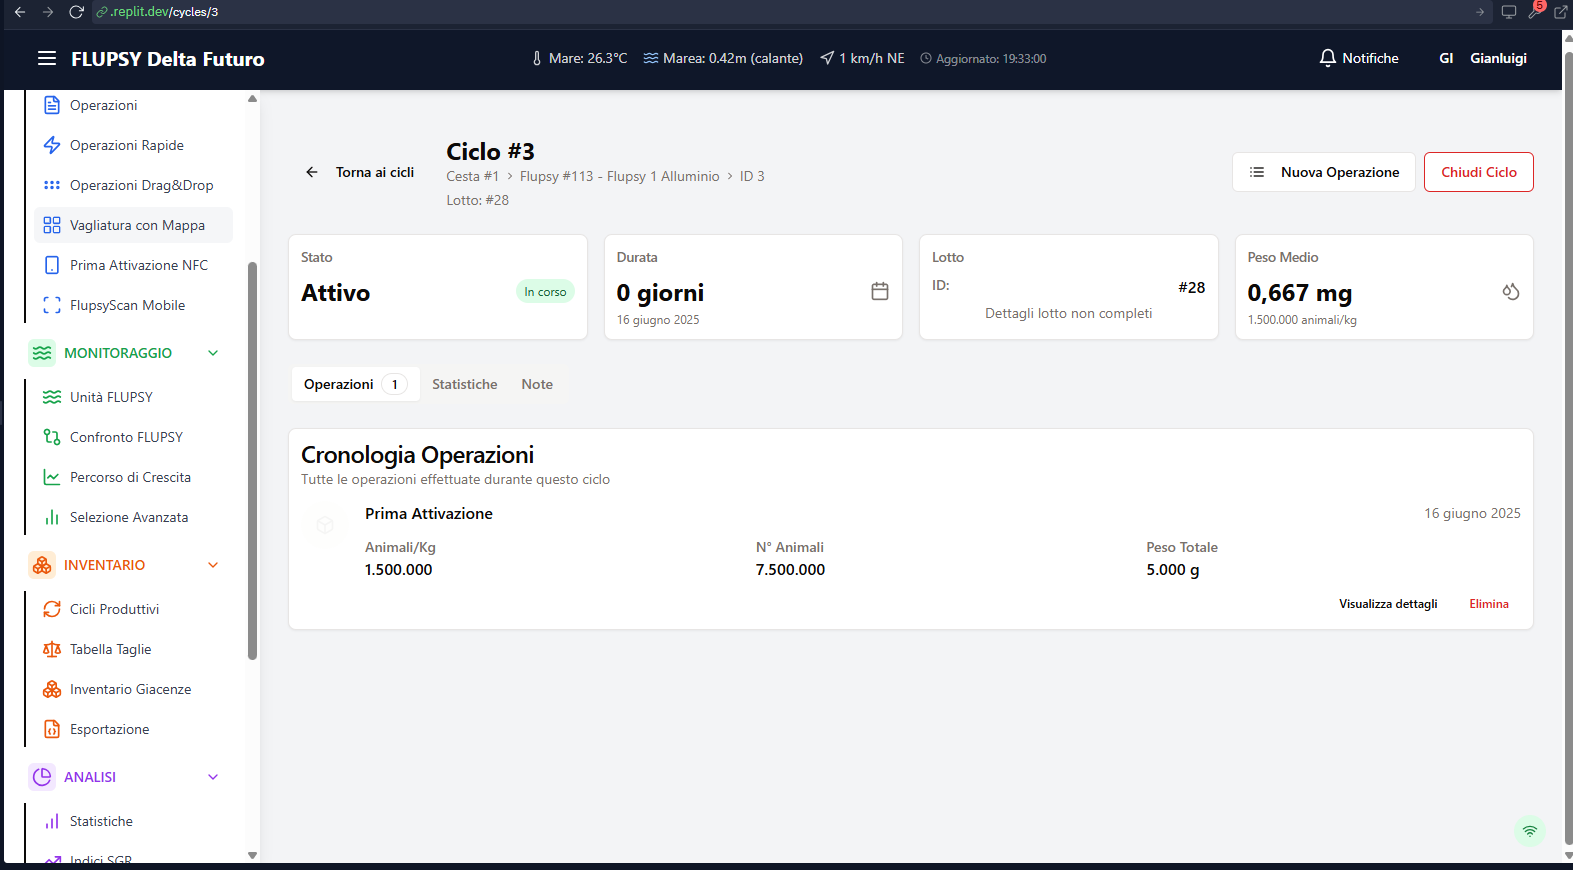 .replit.dev/cycles/3
5
FLUPSY Delta Futuro
Mare: 26.3°C
Marea: 0.42m (calante)
1 km/h NE
Aggiornato: 19:33:00
Notifiche
GI
Gianluigi
Operazioni
Operazioni Rapide
Operazioni Drag&Drop
Vagliatura con Mappa
Prima Attivazione NFC
FlupsyScan Mobile
MONITORAGGIO
Unità FLUPSY
Confronto FLUPSY
Percorso di Crescita
Selezione Avanzata
INVENTARIO
Cicli Produttivi
Tabella Taglie
Inventario Giacenze
Esportazione
ANALISI
Statistiche
Indici SGR
Torna ai cicli
Ciclo #3
Cesta #1 > Flupsy #113 - Flupsy 1 Alluminio > ID 3
Lotto: #28
Nuova Operazione
Chiudi Ciclo
Stato
Attivo
In corso
Durata
0 giorni
16 giugno 2025
Lotto
ID:
#28
Dettagli lotto non completi
Peso Medio
0,667 mg
1.500.000 animali/kg
Operazioni 1
Statistiche
Note
Cronologia Operazioni
Tutte le operazioni effettuate durante questo ciclo
Prima Attivazione
16 giugno 2025
Animali/Kg
1.500.000
N° Animali
7.500.000
Peso Totale
5.000 g
Visualizza dettagli
Elimina